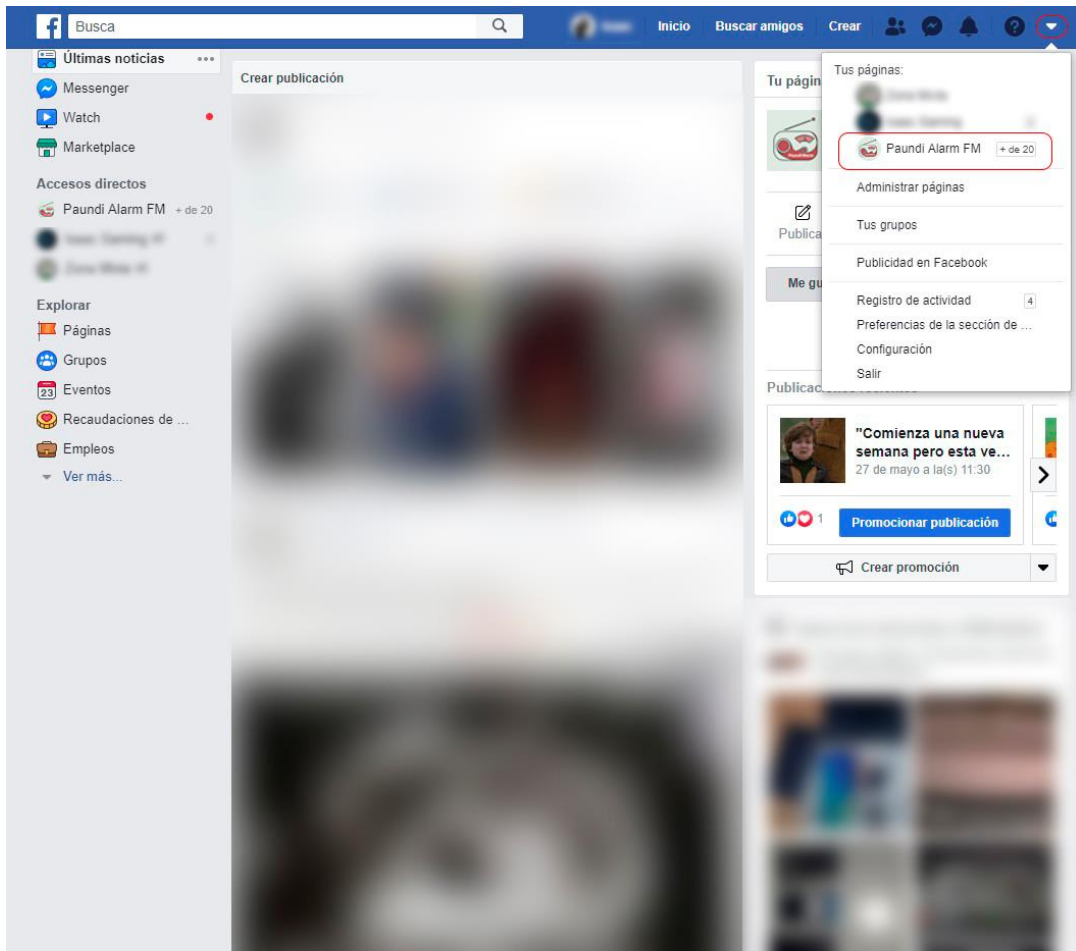 Busca
Inicio
Buscar amigos
Crear
Últimas noticias
Messenger
Watch
Marketplace
Accesos directos
Paundi Alarm FM + de 20
Explorar
Páginas
Grupos
23
Eventos
Recaudaciones de ...
Empleos
Ver más...
Crear publicación
Tu págin
Publica
Me gu
Tus páginas:
Paundi Alarm FM + de 20
Administrar páginas
Tus grupos
Publicidad en Facebook
Registro de actividad 4
Preferencias de la sección de ...
Configuración
Salir
"Comienza una nueva
semana pero esta ve...
27 de mayo a la(s) 11:30
1
Promocionar publicación
Crear promoción